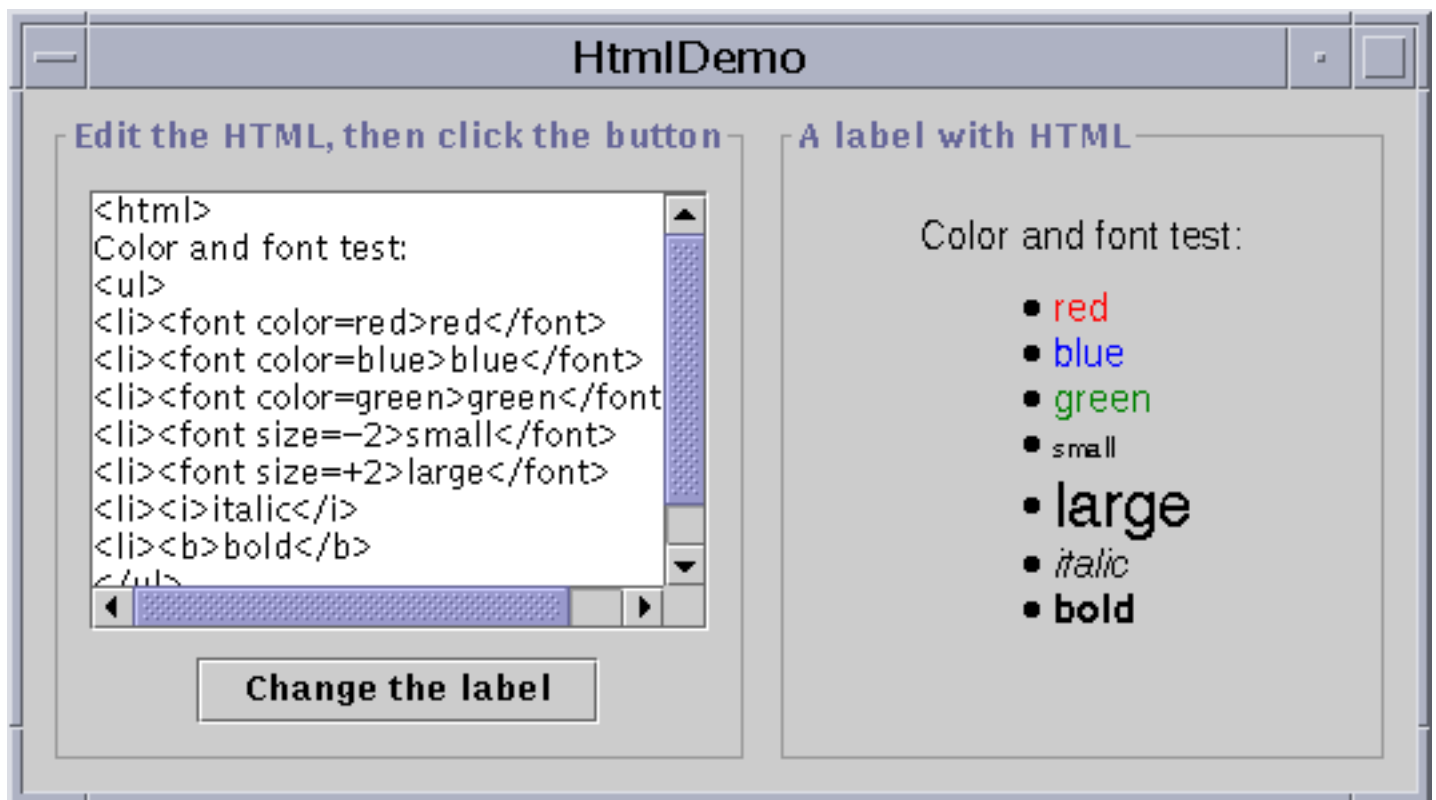 HtmlDemo
Edit the HTML, then click the button
<html>
Color and font test:
<ul>
<li><font color=red>red</font>
<li><font color=blue>blue</font>
<li><font color=green>green</font
<li><font size=−2>small</font>
<li><font size=+2>large</font>
<li><i>italic</i>
<li><b>bold</b>
</ul>
Change the label
A label with HTML
Color and font test:
• red
• blue
• green
• small
• large
• italic
• bold